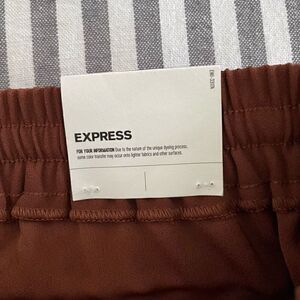 EXPRESS
FOR YOUR INFORMATION Due to the nature of the unique dyeing process,
some color transfer may occur onto lighter fabrics and other surfaces.